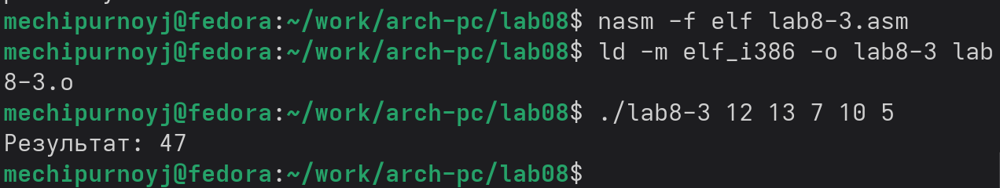 mechipurnoyj@fedora:~/work/arch-pc/lab08$ nasm -f elf lab8-3.asm
mechipurnoyj@fedora:~/work/arch-pc/lab08$ ld -m elf_i386 -o lab8-3 lab
8-3.o
mechipurnoyj@fedora:~/work/arch-pc/lab08$ ./lab8-3 12 13 7 10 5
Результат: 47
mechipurnoyj@fedora:~/work/arch-pc/lab08$